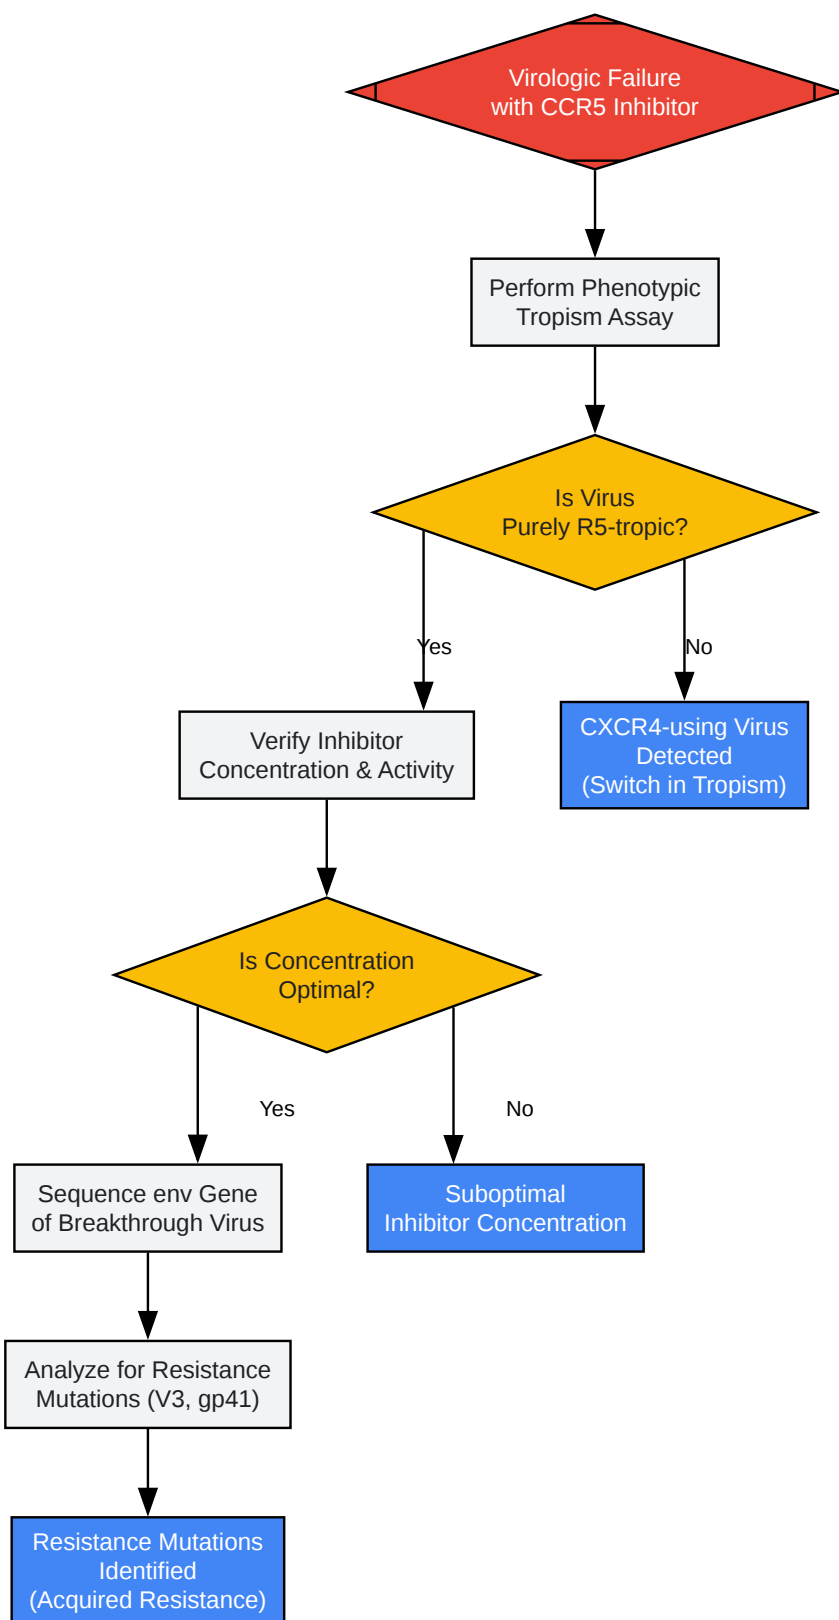 Virologic Failure
with CCR5 Inhibitor
Perform Phenotypic
Tropism Assay
Is Virus
Purely R5-tropic?
Yes
No
Verify Inhibitor
Concentration & Activity
CXCR4-using Virus
Detected
(Switch in Tropism)
Is Concentration
Optimal?
Yes
No
Sequence env Gene
of Breakthrough Virus
Suboptimal
Inhibitor Concentration
Analyze for Resistance
Mutations (V3, gp41)
Resistance Mutations
Identified
(Acquired Resistance)